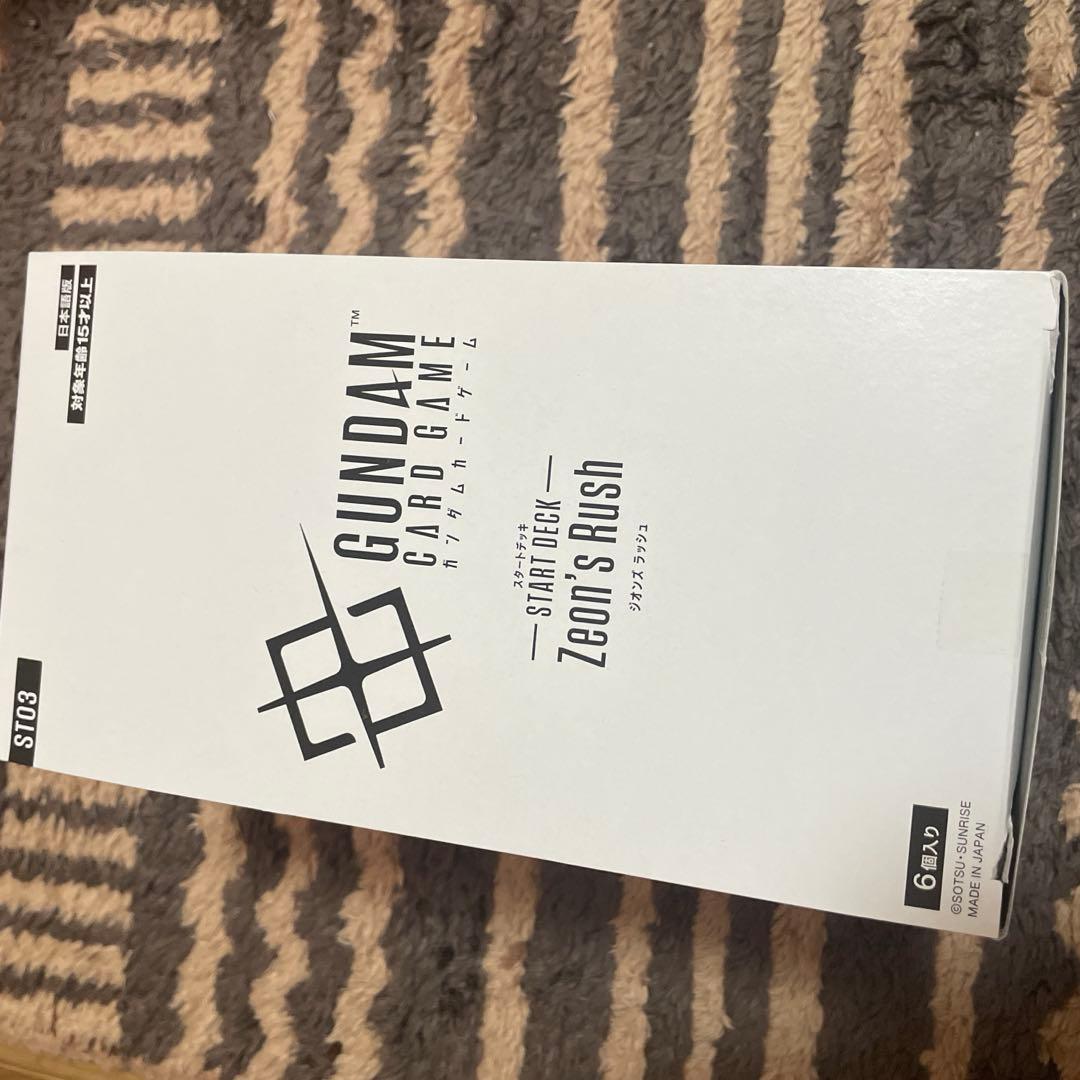 ST03
日本語版
対象年齢15才以上
GUNDAM™
CARD GAME
ガンダムカードゲーム
スタートデッキ
START DECK
Zeon's Rush
ジオンズ ラッシュ
6個入り
©SOTSU・SUNRISE
MADE IN JAPAN